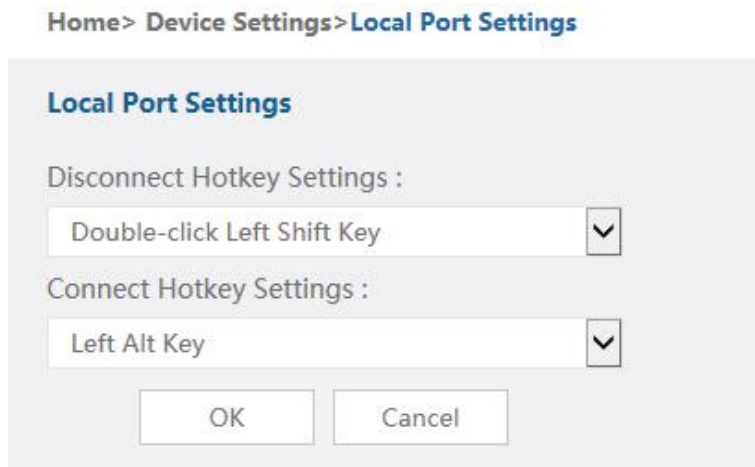 Home> Device Settings>Local Port Settings
Local Port Settings
Disconnect Hotkey Settings :
Double-click Left Shift Key
Connect Hotkey Settings :
Left Alt Key
OK Cancel